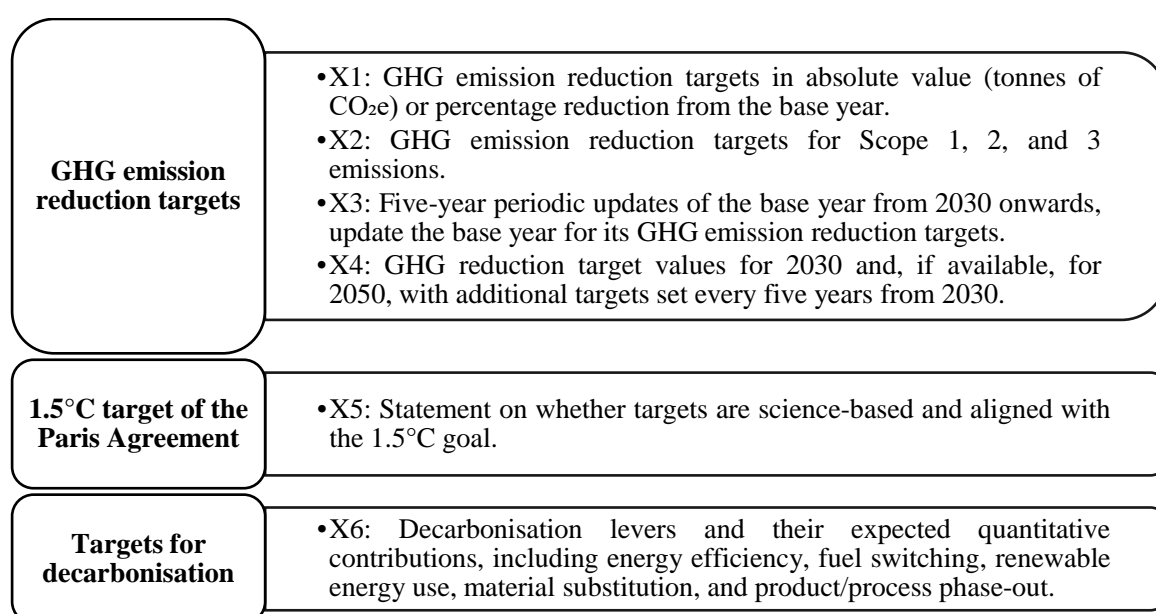 GHG emission
reduction targets
•X1: GHG emission reduction targets in absolute value (tonnes of
CO₂e) or percentage reduction from the base year.
•X2: GHG emission reduction targets for Scope 1, 2, and 3
emissions.
•X3: Five-year periodic updates of the base year from 2030 onwards,
update the base year for its GHG emission reduction targets.
•X4: GHG reduction target values for 2030 and, if available, for
2050, with additional targets set every five years from 2030.
1.5°C target of the
Paris Agreement
•X5: Statement on whether targets are science-based and aligned with
the 1.5°C goal.
Targets for
decarbonisation
•X6: Decarbonisation levers and their expected quantitative
contributions, including energy efficiency, fuel switching, renewable
energy use, material substitution, and product/process phase-out.